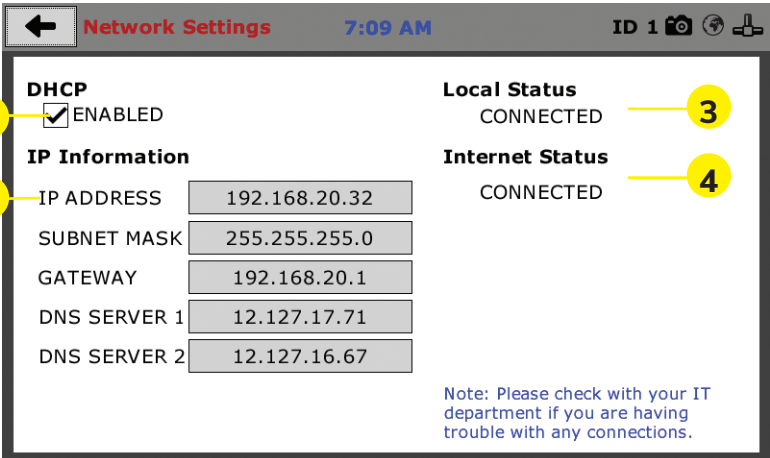 Network Settings 7:09 AM ID 1
DHCP
ENABLED
IP Information
IP ADDRESS 192.168.20.32
SUBNET MASK 255.255.255.0
GATEWAY 192.168.20.1
DNS SERVER 1 12.127.17.71
DNS SERVER 2 12.127.16.67
Local Status
CONNECTED 3
Internet Status
CONNECTED 4
Note: Please check with your IT
department if you are having
trouble with any connections.